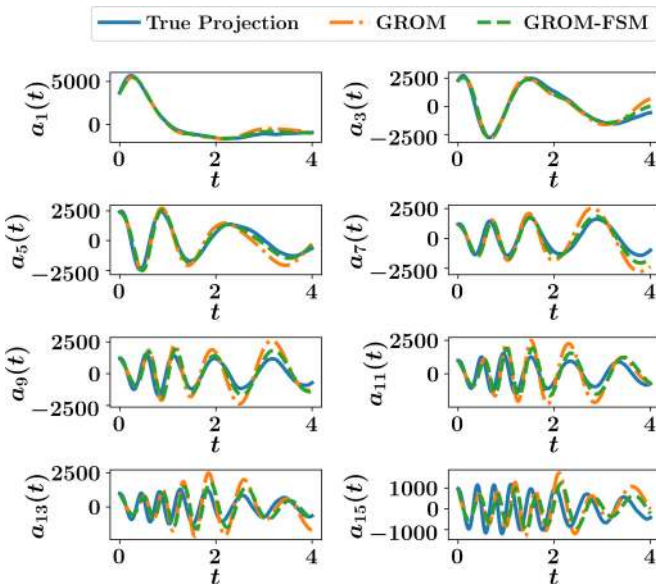 True Projection GROM GROM-FSM
a₁(t) 5000 0 0 2 4 t
a₃(t) 2500 0 −2500 0 2 4 t
a₅(t) 2500 0 −2500 0 2 4 t
a₇(t) 2500 0 −2500 0 2 4 t
a₉(t) 2500 0 −2500 0 2 4 t
a₁₁(t) 2500 0 −2500 0 2 4 t
a₁₃(t) 2500 0 0 2 4 t
a₁₅(t) 1000 0 −1000 0 2 4 t